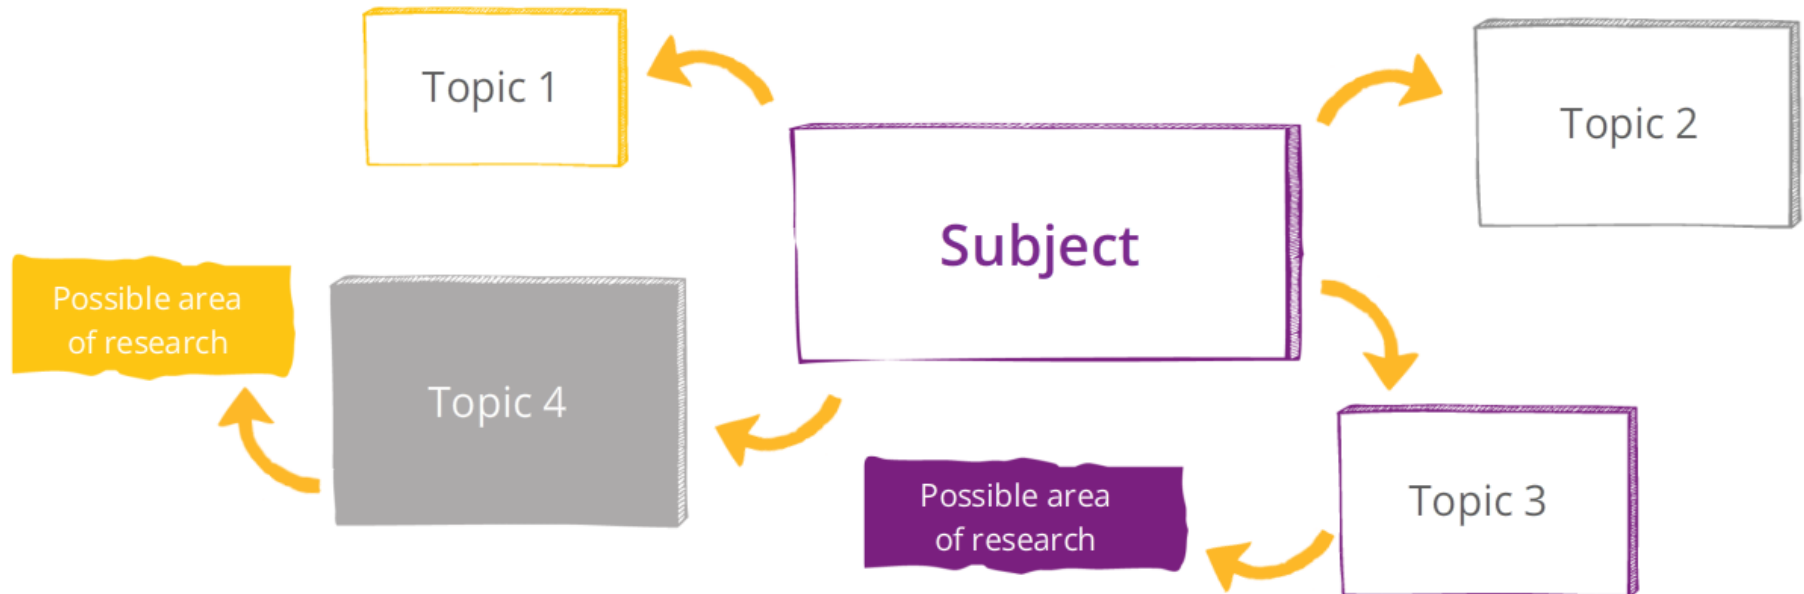 Topic 1
Topic 2
Subject
Possible area
of research
Topic 4
Possible area
of research
Topic 3